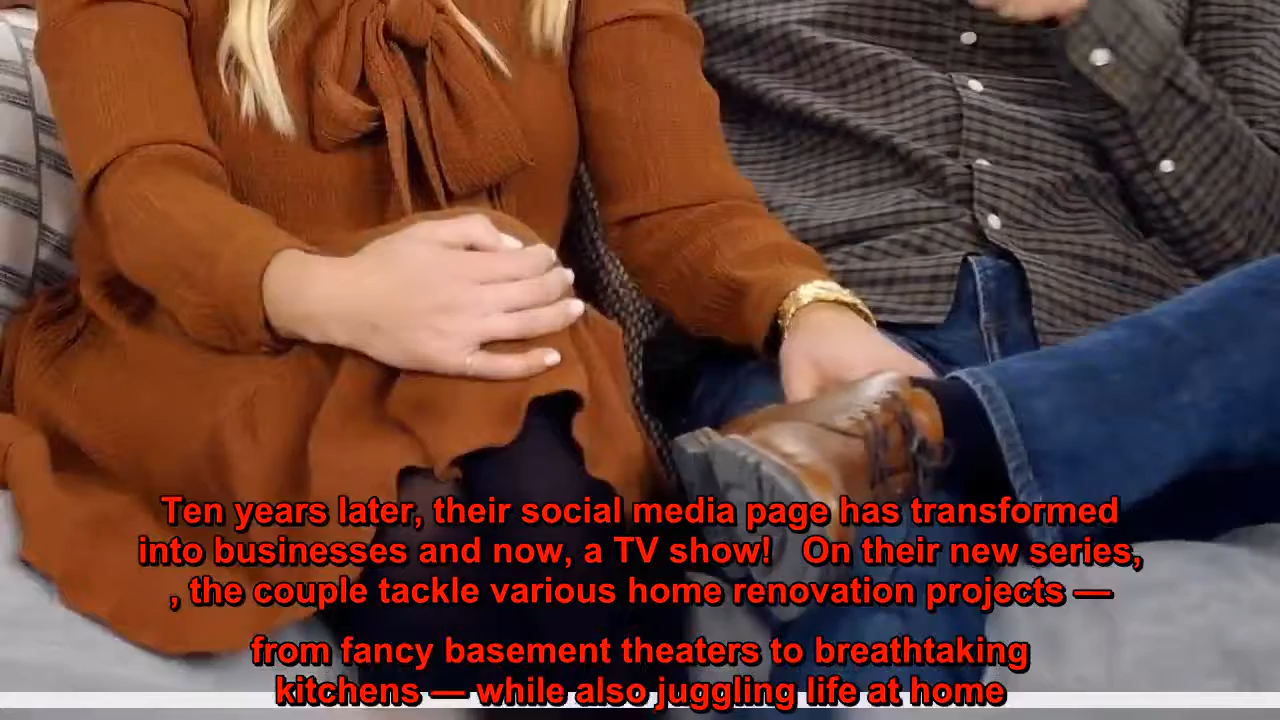 Ten years later, their social media page has transformed
into businesses and now, a TV show!   On their new series,
, the couple tackle various home renovation projects —
from fancy basement theaters to breathtaking
kitchens — while also juggling life at home